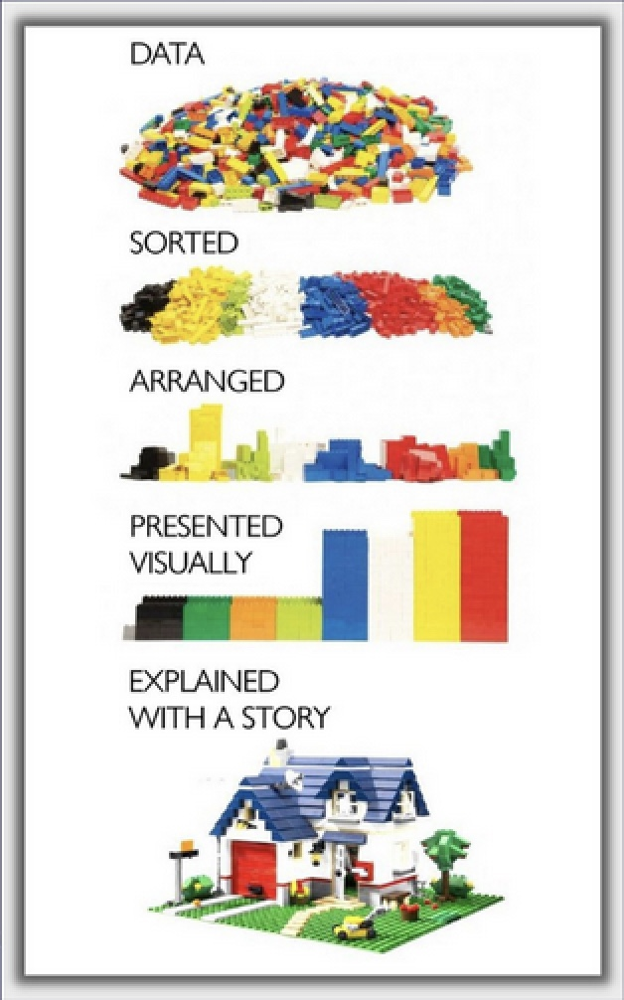 DATA
SORTED
ARRANGED
PRESENTED
VISUALLY
EXPLAINED
WITH A STORY